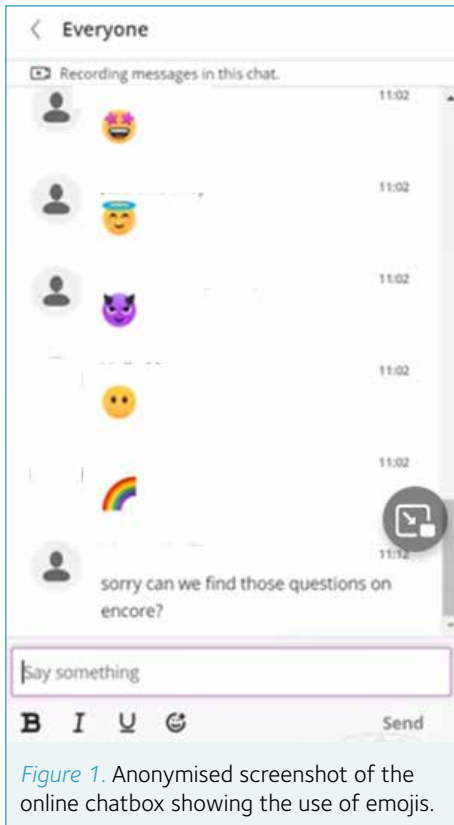 Everyone
Recording messages in this chat.
11:02
11:02
11:02
11:02
11:02
11:12
sorry can we find those questions on
encore?
Say something
B I U
Send
Figure 1. Anonymised screenshot of the
online chatbox showing the use of emojis.